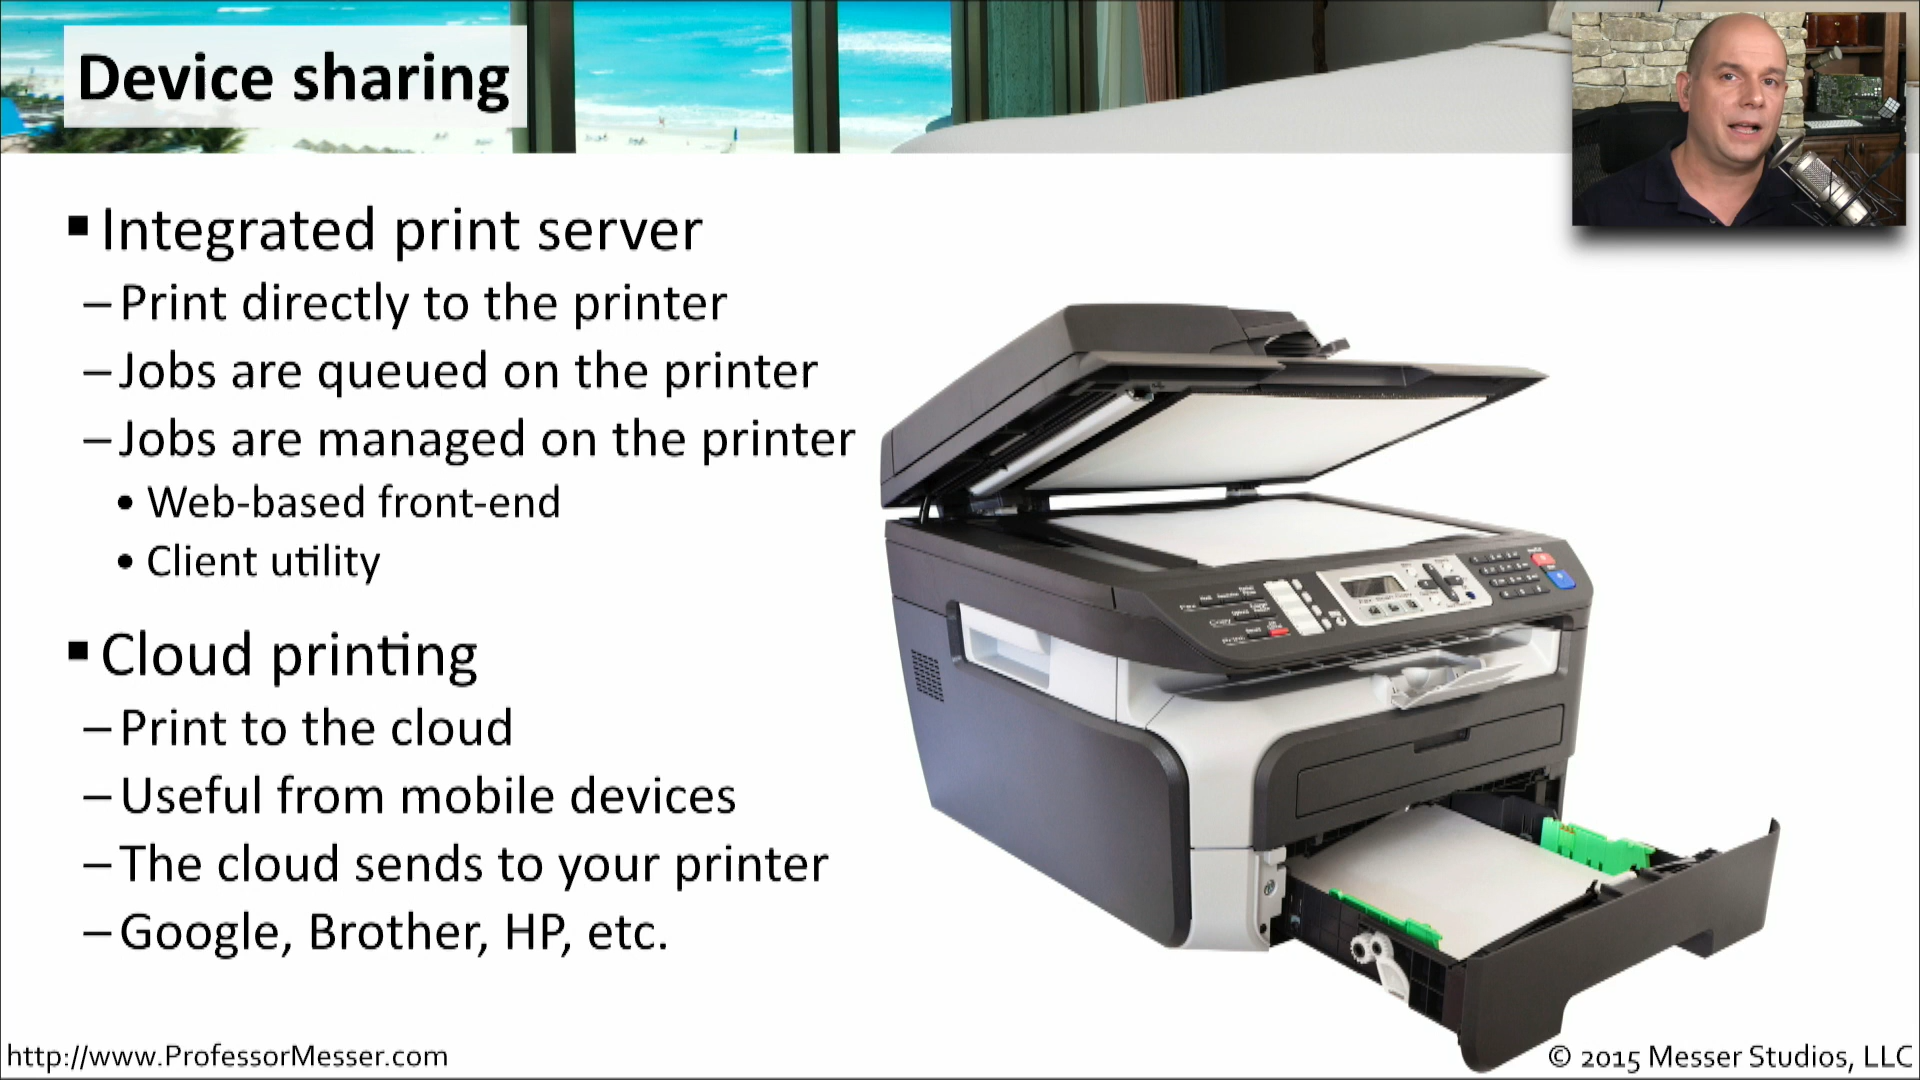 Device sharing
▪ Integrated print server
– Print directly to the printer
– Jobs are queued on the printer
– Jobs are managed on the printer
• Web-based front-end
• Client utility
▪ Cloud printing
– Print to the cloud
– Useful from mobile devices
– The cloud sends to your printer
– Google, Brother, HP, etc.
http://www.ProfessorMesser.com
© 2015 Messer Studios, LLC